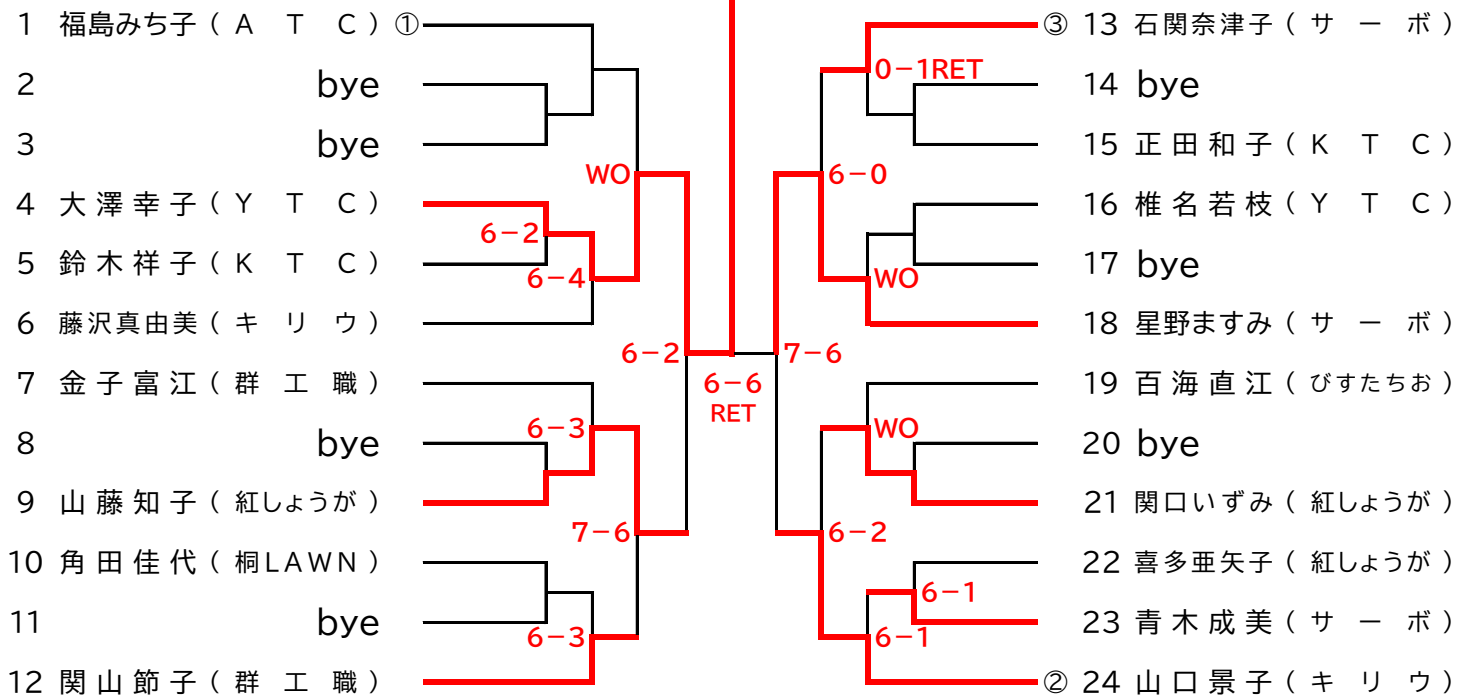 1 福島みち子 ( A T C ) ①
2 bye
3 bye
4 大澤幸子 ( Y T C )
5 鈴木祥子 ( K T C )
6 藤沢真由美 ( キリウ )
7 金子富江 ( 群工職 )
8 bye
9 山藤知子 ( 紅しょうが )
10 角田佳代 ( 桐LAWN )
11 bye
12 関山節子 ( 群工職 )
WO
6-2
6-4
6-2
6-3
7-6
6-3
6-6
RET
③ 13 石関奈津子 ( サーボ )
14 bye
15 正田和子 ( K T C )
16 椎名若枝 ( Y T C )
17 bye
18 星野ますみ ( サーボ )
19 百海直江 ( びすたちお )
20 bye
21 関口いずみ ( 紅しょうが )
22 喜多亜矢子 ( 紅しょうが )
23 青木成美 ( サーボ )
② 24 山口景子 ( キリウ )
0-1RET
6-0
WO
7-6
WO
6-2
6-1
6-1